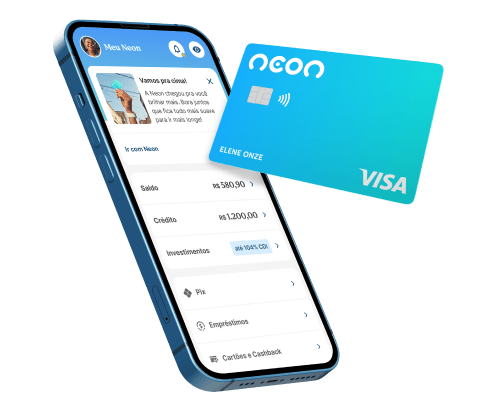 Meu Neon
Vamos pra cima!
A Neon chegou pra você
brilhar mais. Bora juntos
que fica tudo mais suave
para ir mais longe!
Ir com Neon
Saldo
R$ 580,90
Crédito
R$ 1.200,00
Investimentos
até 104% CDI
Pix
Empréstimos
Cartões e Cashback
neon
ELENE ONZE
VISA